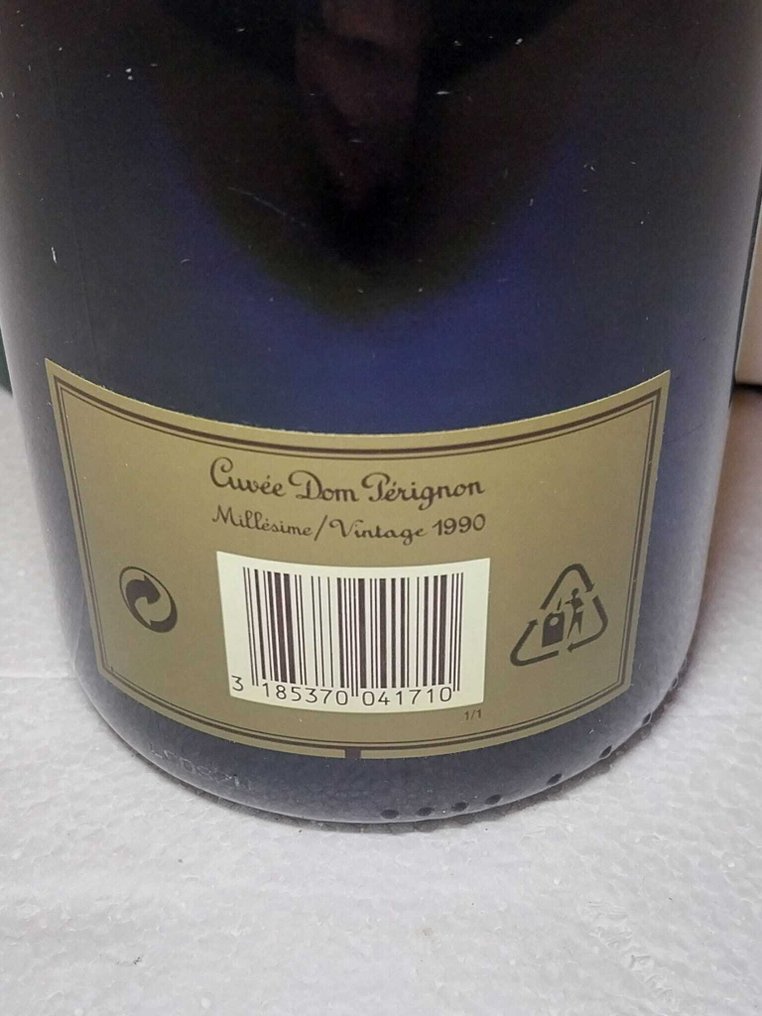 Cuvée Dom Pérignon
Millésime/Vintage 1990
3 185370 041710
1/1